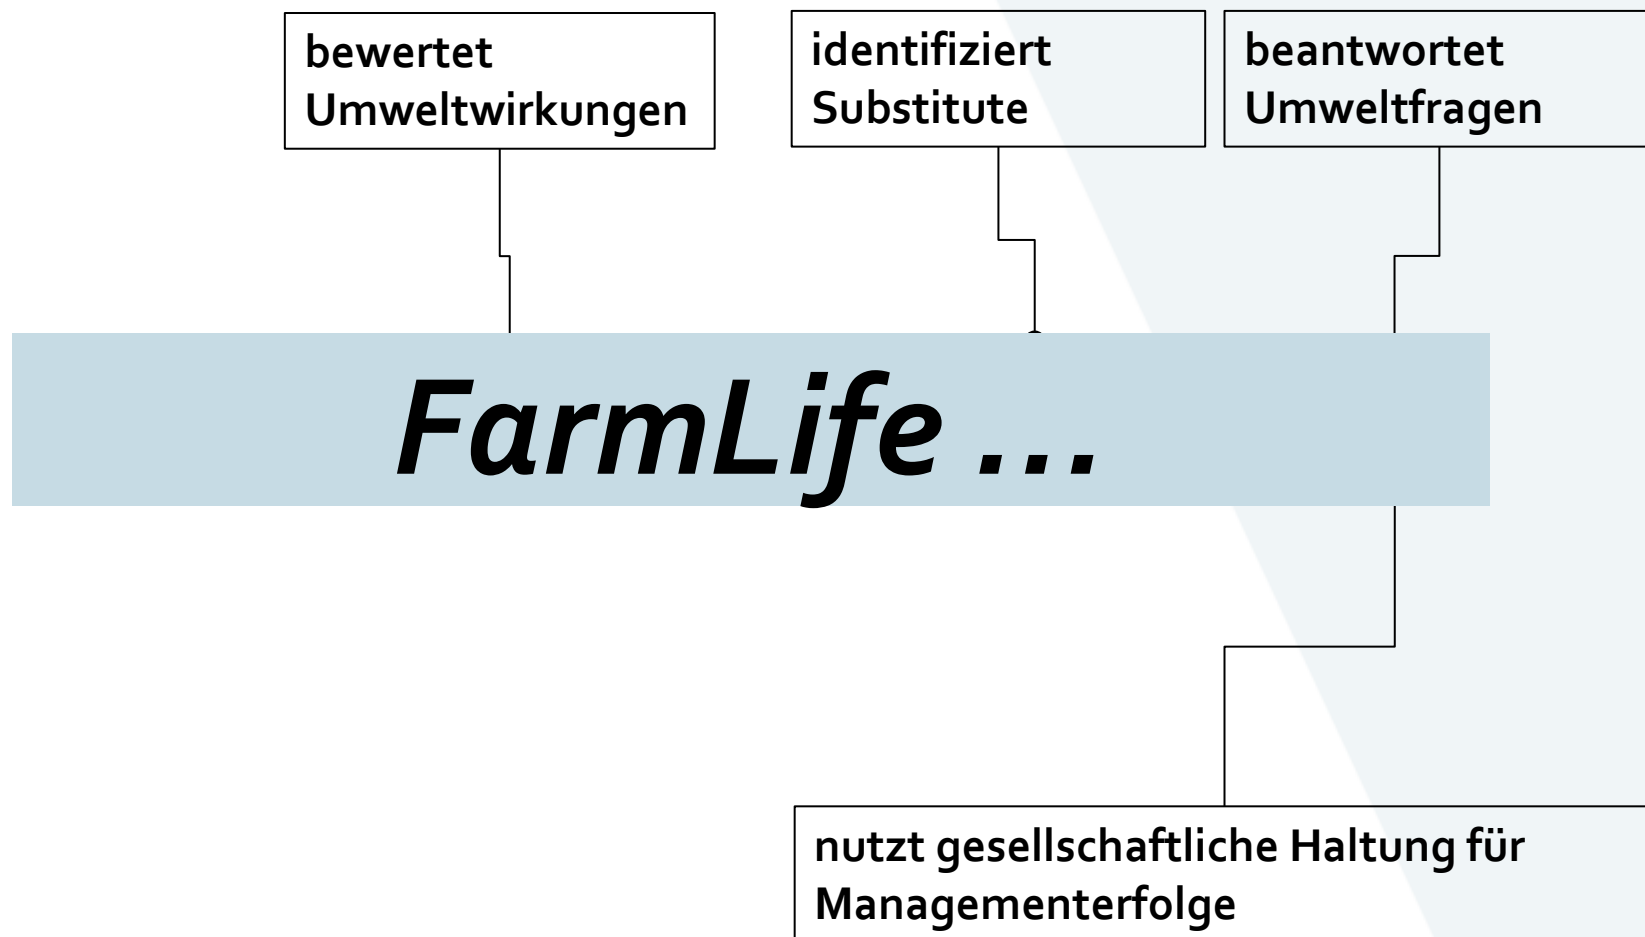 bewertet
Umweltwirkungen
identifiziert
Substitute
beantwortet
Umweltfragen
FarmLife ...
nutzt gesellschaftliche Haltung für
Managementerfolge